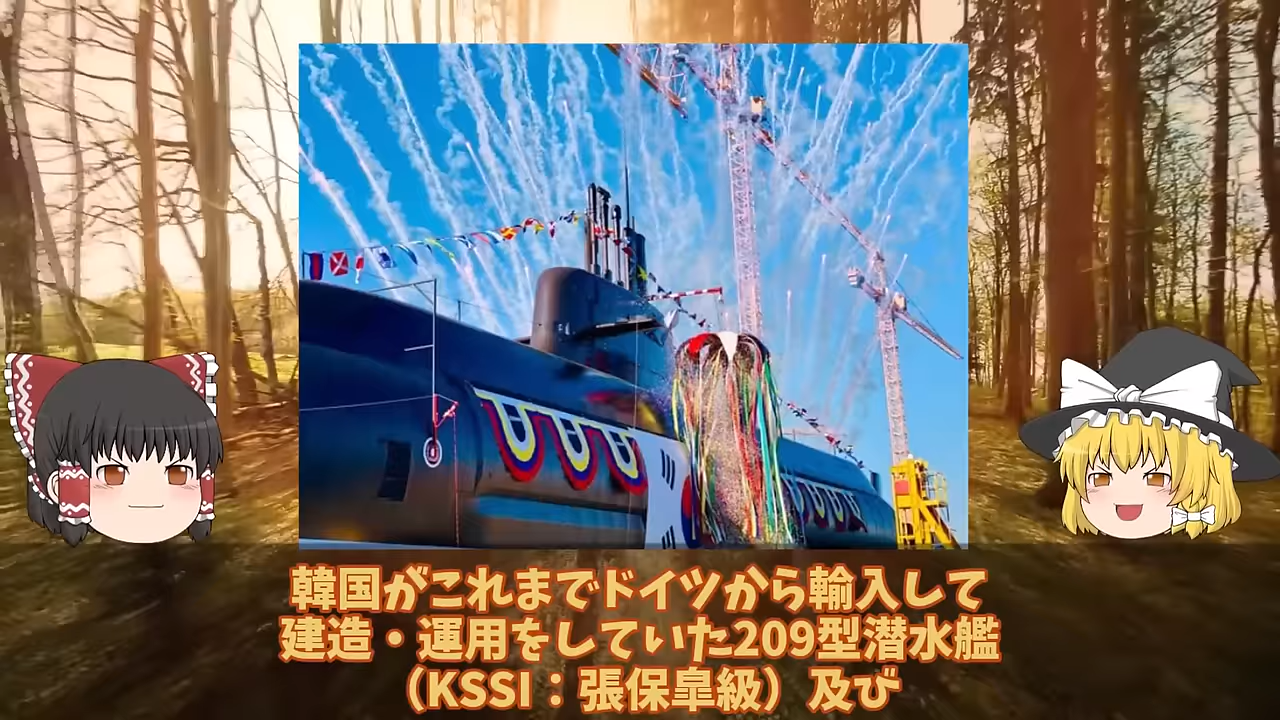 韓国がこれまでドイツから輸入して
建造・運用をしていた209型潜水艦
（KSSI：張保皐級）及び